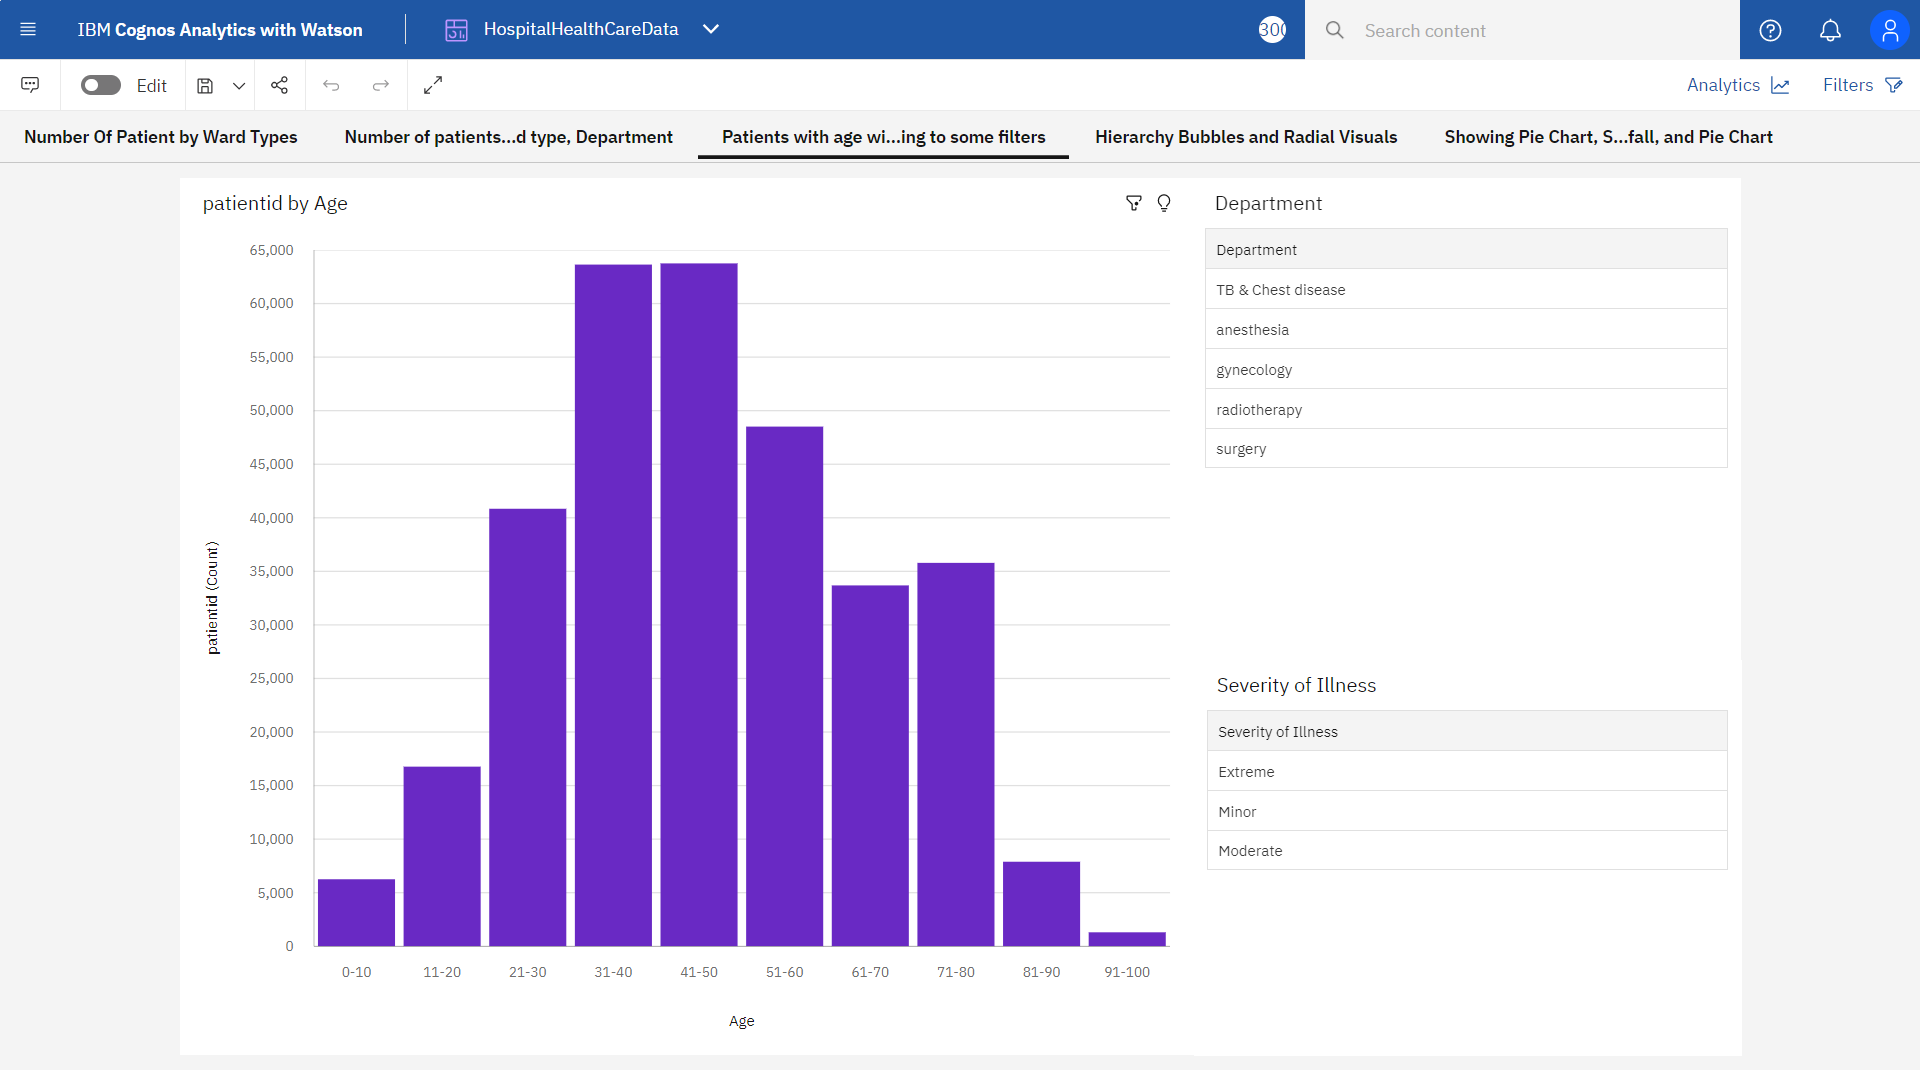 IBM Cognos Analytics with Watson
HospitalHealthCareData
300
Search content
Edit
Analytics
Filters
Number Of Patient by Ward Types
Number of patients...d type, Department
Patients with age wi...ing to some filters
Hierarchy Bubbles and Radial Visuals
Showing Pie Chart, S...fall, and Pie Chart
patientid by Age
65,000
60,000
55,000
50,000
45,000
40,000
35,000
30,000
25,000
20,000
15,000
10,000
5,000
0
patientid (Count)
0-10
11-20
21-30
31-40
41-50
51-60
61-70
71-80
81-90
91-100
Age
Department
Department
TB & Chest disease
anesthesia
gynecology
radiotherapy
surgery
Severity of Illness
Severity of Illness
Extreme
Minor
Moderate